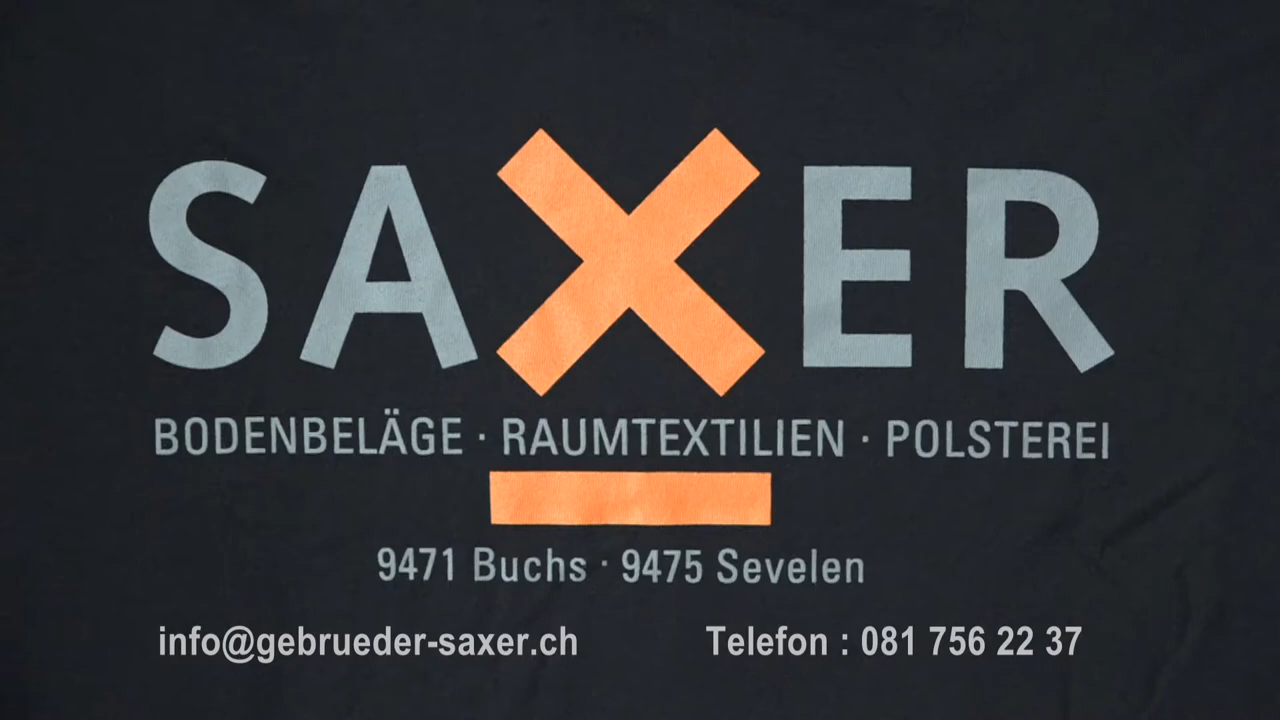 SAXER
BODENBELÄGE · RAUMTEXTILIEN · POLSTEREI
9471 Buchs · 9475 Sevelen
info@gebrueder-saxer.ch Telefon : 081 756 22 37